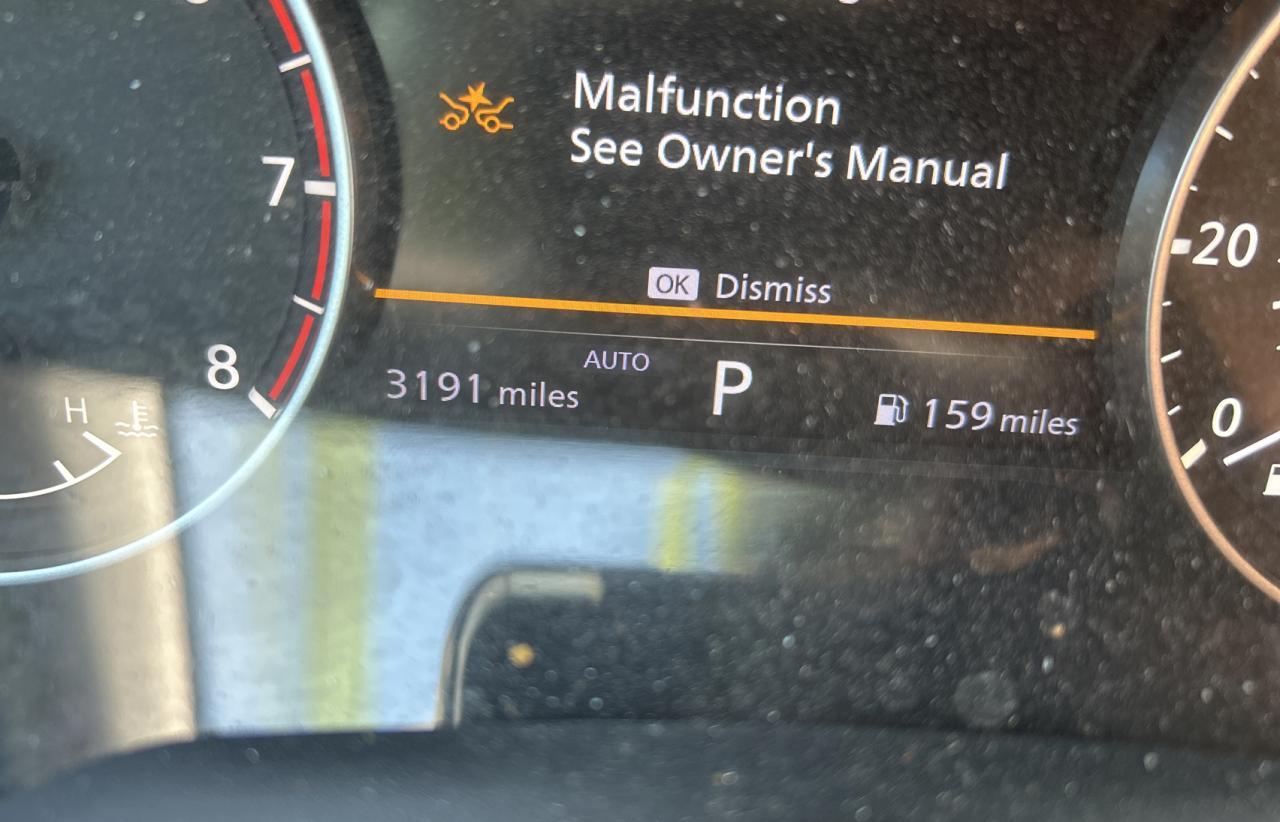 Malfunction
See Owner's Manual
OK Dismiss
7
20
8
AUTO
3191 miles
P
159 miles
H
0